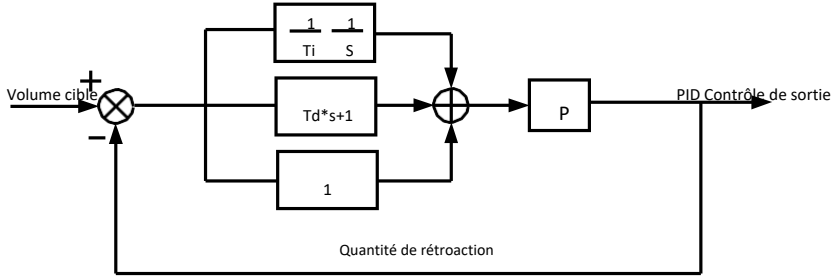 1 1
Ti S
+
Volume cible
PID Contrôle de sortie
Td*s+1
P
−
1
Quantité de rétroaction